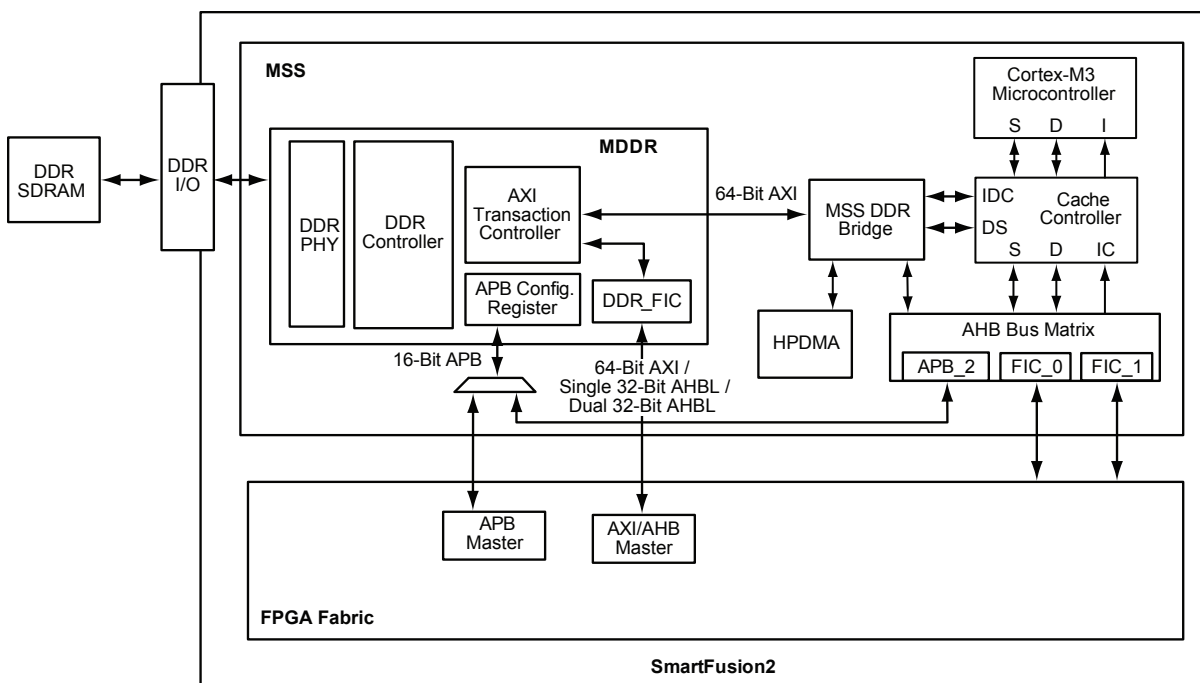 MSS
Cortex-M3
Microcontroller
S D I
DDR
SDRAM
DDR
I/O
MDDR
DDR
PHY
DDR
Controller
AXI
Transaction
Controller
64-Bit AXI
MSS DDR
Bridge
IDC
Cache
Controller
DS
S D IC
APB Config.
Register
DDR_FIC
HPDMA
AHB Bus Matrix
APB_2 FIC_0 FIC_1
16-Bit APB
64-Bit AXI /
Single 32-Bit AHBL /
Dual 32-Bit AHBL
APB
Master
AXI/AHB
Master
FPGA Fabric
SmartFusion2